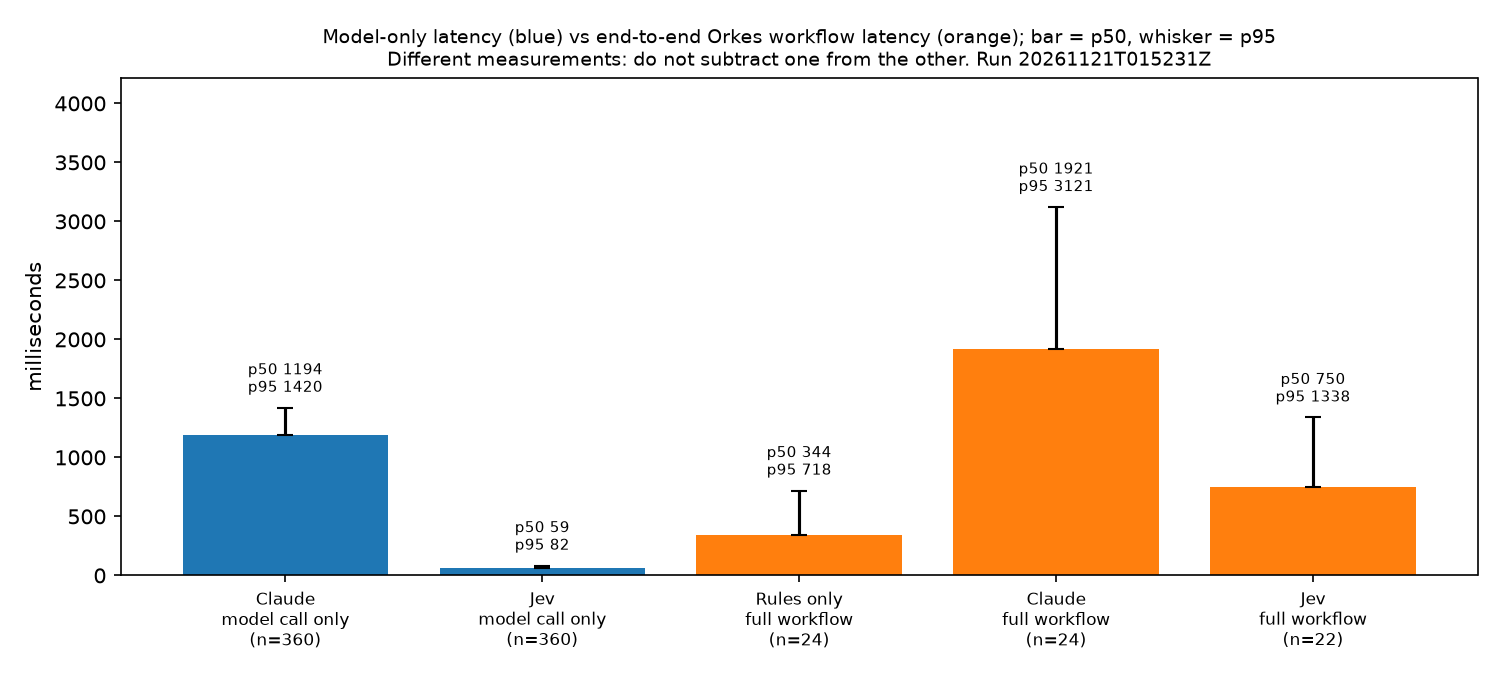 Model-only latency (blue) vs end-to-end Orkes workflow latency (orange); bar = p50, whisker = p95
Different measurements: do not subtract one from the other. Run 20261121T015231Z
milliseconds
4000
3500
3000
2500
2000
1500
1000
500
0
p50 1194
p95 1420
p50 59
p95 82
p50 344
p95 718
p50 1921
p95 3121
p50 750
p95 1338
Claude
model call only
(n=360)
Jev
model call only
(n=360)
Rules only
full workflow
(n=24)
Claude
full workflow
(n=24)
Jev
full workflow
(n=22)